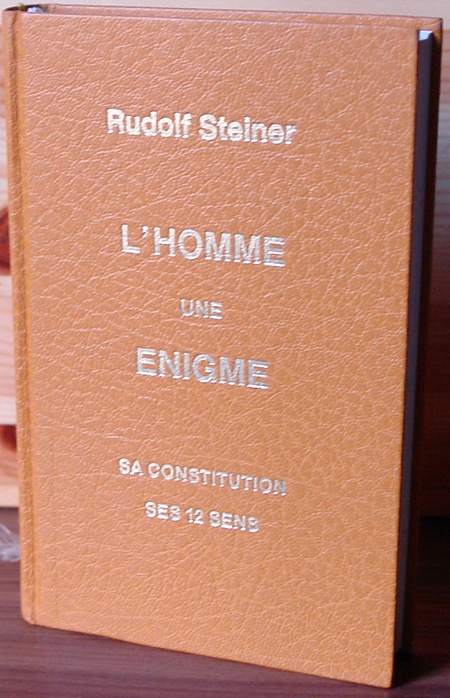 Rudolf Steiner
L'HOMME
UNE
ENIGME
SA CONSTITUTION
SES 12 SENS